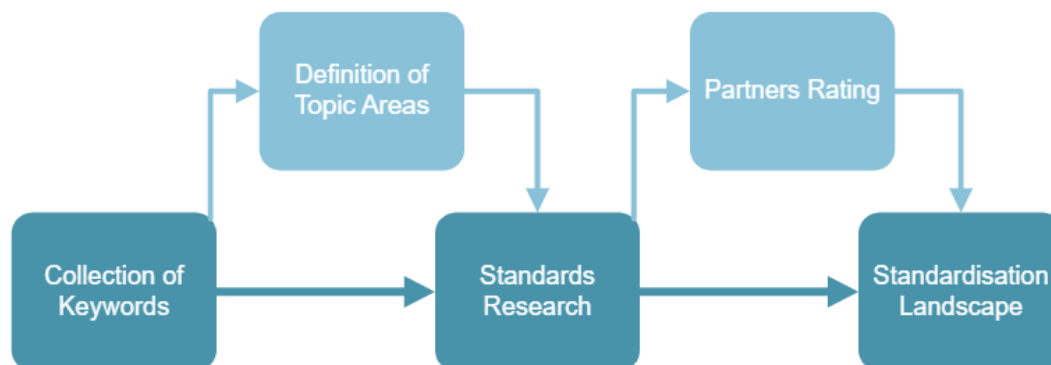 Definition of
Topic Areas
Partners Rating
Collection of
Keywords
Standards
Research
Standardisation
Landscape